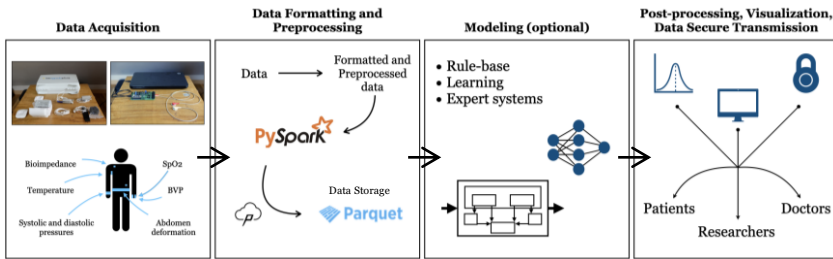 Data Acquisition
Bioimpedance
SpO2
Temperature
BVP
Systolic and diastolic
pressures
Abdomen
deformation
Data Formatting and
Preprocessing
Data
Formatted and
Preprocessed
data
PySpark
Data Storage
Parquet
Modeling (optional)
• Rule-base
• Learning
• Expert systems
Post-processing, Visualization,
Data Secure Transmission
Patients
Doctors
Researchers